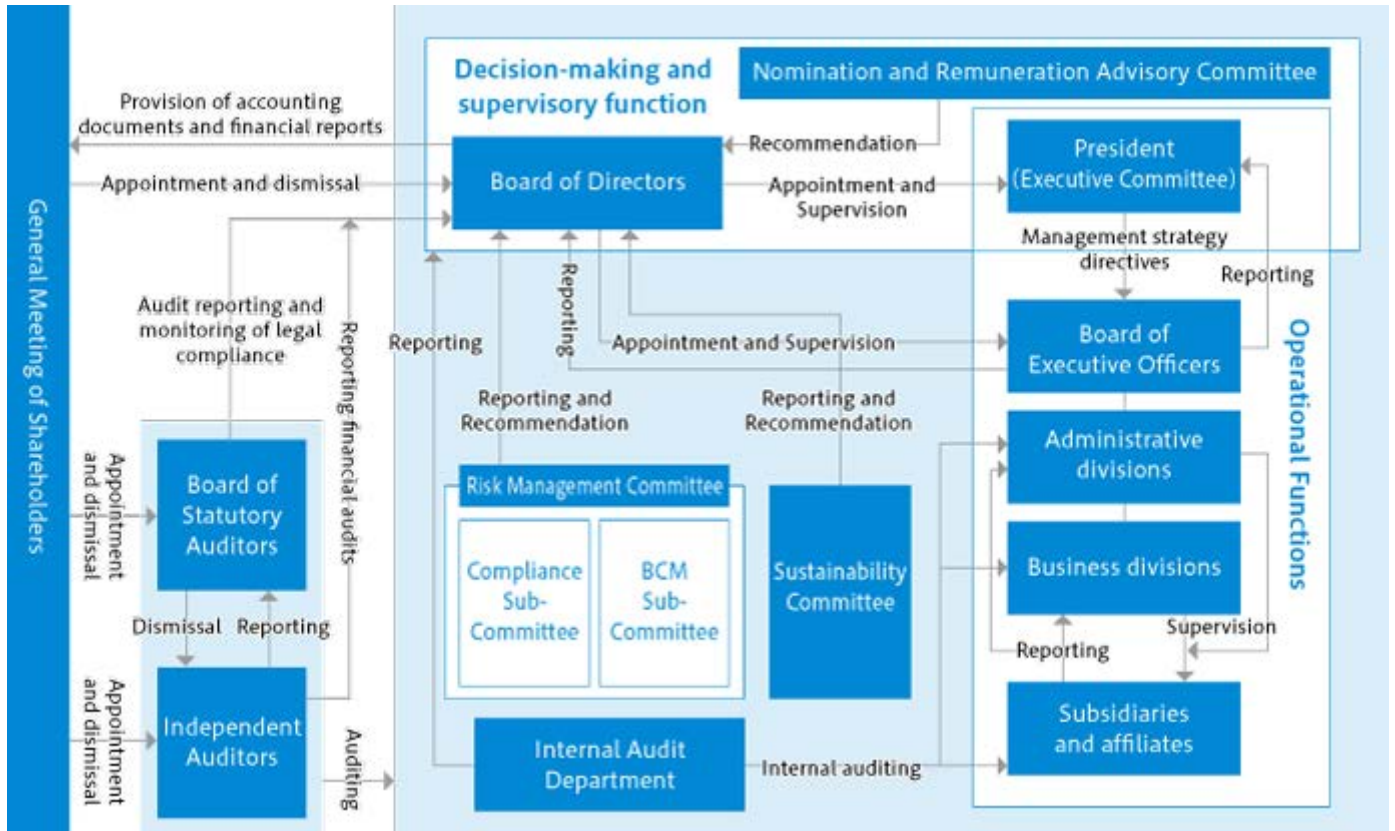 General Meeting of Shareholders
Decision-making and
supervisory function
Nomination and Remuneration Advisory Committee
Provision of accounting
documents and financial reports
Recommendation
President
(Executive Committee)
Board of Directors
Appointment and dismissal
Appointment and
Supervision
Management strategy
directives
Reporting
Audit reporting and
monitoring of legal
compliance
Reporting financial audits
Reporting
Reporting
Appointment and Supervision
Board of
Executive Officers
Operational Functions
Reporting and
Recommendation
Reporting and
Recommendation
Administrative
divisions
Appointment
and dismissal
Board of
Statutory
Auditors
Risk Management Committee
Compliance
Sub-
Committee
BCM
Sub-
Committee
Sustainability
Committee
Business divisions
Dismissal
Reporting
Supervision
Reporting
Appointment
and dismissal
Independent
Auditors
Auditing
Internal Audit
Department
Internal auditing
Subsidiaries
and affiliates